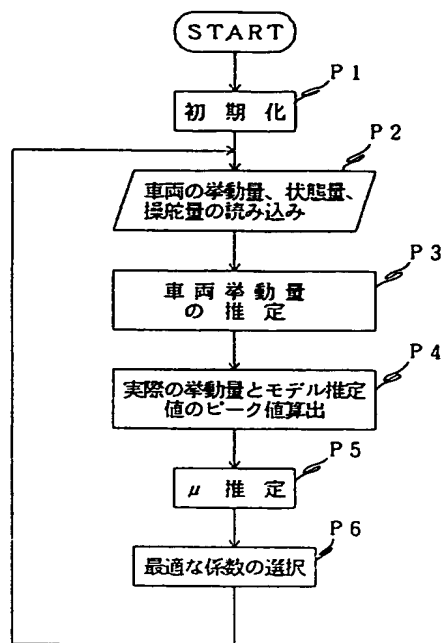 START
P1
初期化
P2
車両の挙動量、状態量、
操舵量の読み込み
P3
車両挙動量
の推定
P4
実際の挙動量とモデル推定
値のピーク値算出
P5
μ 推定
P6
最適な係数の選択